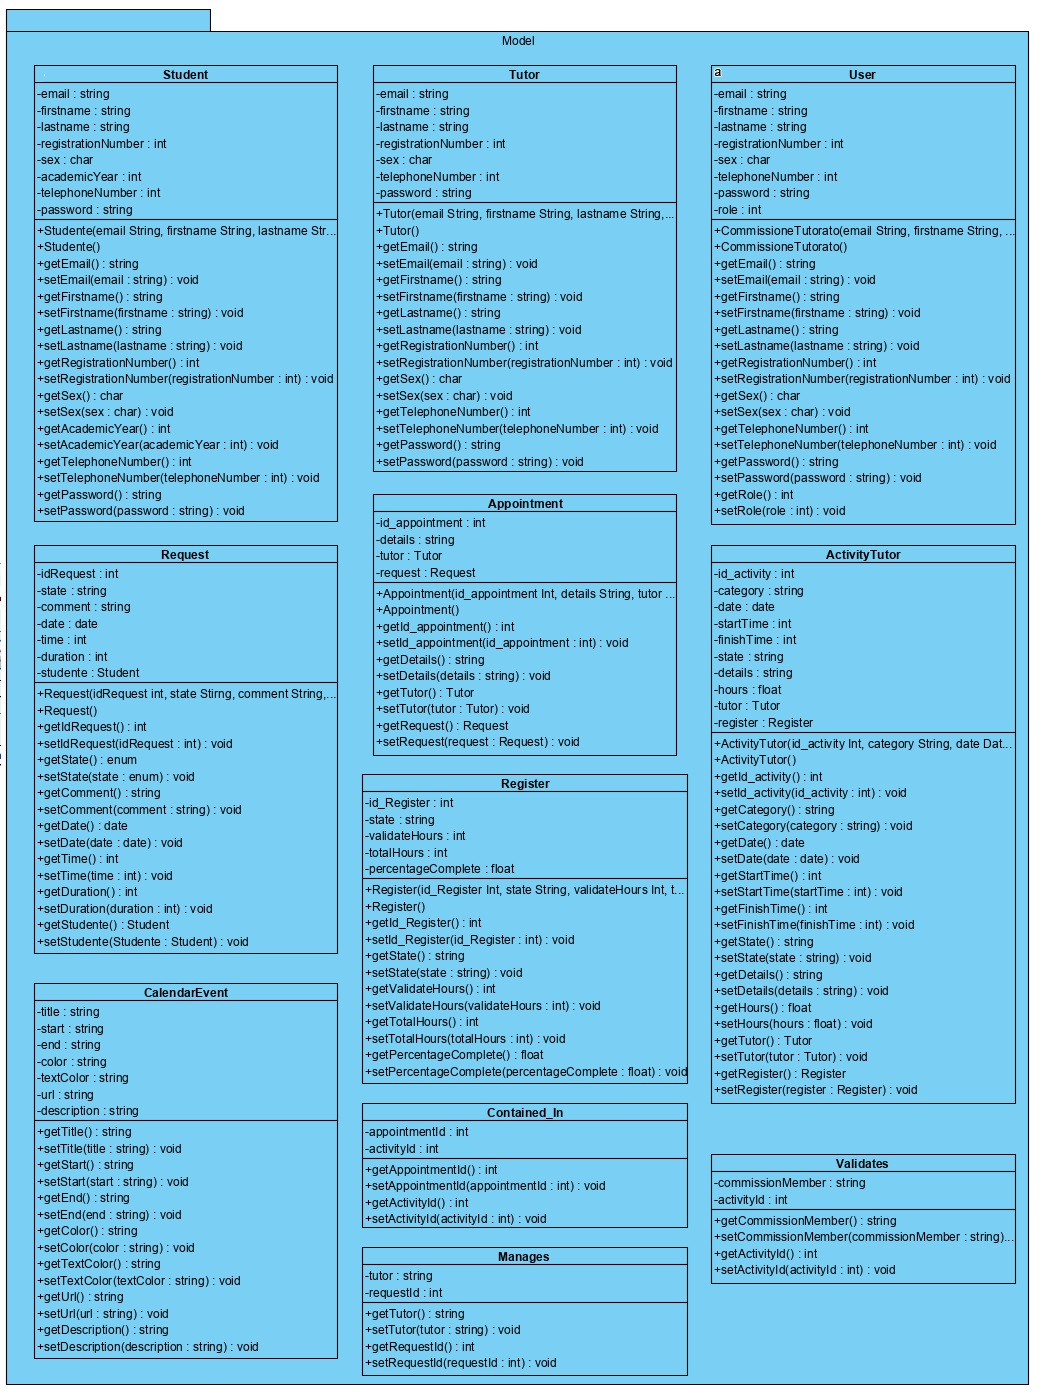 Model
Student
-email : string
-firstname : string
-lastname : string
-registrationNumber : int
-sex : char
-academicYear : int
-telephoneNumber : int
-password : string
+Studente(email String, firstname String, lastname Str...
+Studente()
+getEmail() : string
+setEmail(email : string) : void
+getFirstname() : string
+setFirstname(firstname : string) : void
+getLastname() : string
+setLastname(lastname : string) : void
+getRegistrationNumber() : int
+setRegistrationNumber(registrationNumber : int) : void
+getSex() : char
+setSex(sex : char) : void
+getAcademicYear() : int
+setAcademicYear(academicYear : int) : void
+getTelephoneNumber() : int
+setTelephoneNumber(telephoneNumber : int) : void
+getPassword() : string
+setPassword(password : string) : void
Tutor
-email : string
-firstname : string
-lastname : string
-registrationNumber : int
-sex : char
-telephoneNumber : int
-password : string
+Tutor(email String, firstname String, lastname String,...
+Tutor()
+getEmail() : string
+setEmail(email : string) : void
+getFirstname() : string
+setFirstname(firstname : string) : void
+getLastname() : string
+setLastname(lastname : string) : void
+getRegistrationNumber() : int
+setRegistrationNumber(registrationNumber : int) : void
+getSex() : char
+setSex(sex : char) : void
+getTelephoneNumber() : int
+setTelephoneNumber(telephoneNumber : int) : void
+getPassword() : string
+setPassword(password : string) : void
a
User
-email : string
-firstname : string
-lastname : string
-registrationNumber : int
-sex : char
-telephoneNumber : int
-password : string
-role : int
+CommissioneTutorato(email String, firstname String, ...
+CommissioneTutorato()
+getEmail() : string
+setEmail(email : string) : void
+getFirstname() : string
+setFirstname(firstname : string) : void
+getLastname() : string
+setLastname(lastname : string) : void
+getRegistrationNumber() : int
+setRegistrationNumber(registrationNumber : int) : void
+getSex() : char
+setSex(sex : char) : void
+getTelephoneNumber() : int
+setTelephoneNumber(telephoneNumber : int) : void
+getPassword() : string
+setPassword(password : string) : void
+getRole() : int
+setRole(role : int) : void
Request
-idRequest : int
-state : string
-comment : string
-date : date
-time : int
-duration : int
-studente : Student
+Request(idRequest int, state Stirng, comment String,...
+Request()
+getIdRequest() : int
+setIdRequest(idRequest : int) : void
+getState() : enum
+setState(state : enum) : void
+getComment() : string
+setComment(comment : string) : void
+getDate() : date
+setDate(date : date) : void
+getTime() : int
+setTime(time : int) : void
+getDuration() : int
+setDuration(duration : int) : void
+getStudente() : Student
+setStudente(Studente : Student) : void
Appointment
-id_appointment : int
-details : string
-tutor : Tutor
-request : Request
+Appointment(id_appointment Int, details String, tutor ...
+Appointment()
+getId_appointment() : int
+setId_appointment(id_appointment : int) : void
+getDetails() : string
+setDetails(details : string) : void
+getTutor() : Tutor
+setTutor(tutor : Tutor) : void
+getRequest() : Request
+setRequest(request : Request) : void
ActivityTutor
-id_activity : int
-category : string
-date : date
-startTime : int
-finishTime : int
-state : string
-details : string
-hours : float
-tutor : Tutor
-register : Register
+ActivityTutor(id_activity Int, category String, date Dat...
+ActivityTutor()
+getId_activity() : int
+setId_activity(id_activity : int) : void
+getCategory() : string
+setCategory(category : string) : void
+getDate() : date
+setDate(date : date) : void
+getStartTime() : int
+setStartTime(startTime : int) : void
+getFinishTime() : int
+setFinishTime(finishTime : int) : void
+getState() : string
+setState(state : string) : void
+getDetails() : string
+setDetails(details : string) : void
+getHours() : float
+setHours(hours : float) : void
+getTutor() : Tutor
+setTutor(tutor : Tutor) : void
+getRegister() : Register
+setRegister(register : Register) : void
Register
-id_Register : int
-state : string
-validateHours : int
-totalHours : int
-percentageComplete : float
+Register(id_Register Int, state String, validateHours Int, t...
+Register()
+getId_Register() : int
+setId_Register(id_Register : int) : void
+getState() : string
+setState(state : string) : void
+getValidateHours() : int
+setValidateHours(validateHours : int) : void
+getTotalHours() : int
+setTotalHours(totalHours : int) : void
+getPercentageComplete() : float
+setPercentageComplete(percentageComplete : float) : void
CalendarEvent
-title : string
-start : string
-end : string
-color : string
-textColor : string
-url : string
-description : string
+getTitle() : string
+setTitle(title : string) : void
+getStart() : string
+setStart(start : string) : void
+getEnd() : string
+setEnd(end : string) : void
+getColor() : string
+setColor(color : string) : void
+getTextColor() : string
+setTextColor(textColor : string) : void
+getUrl() : string
+setUrl(url : string) : void
+getDescription() : string
+setDescription(description : string) : void
Contained_In
-appointmentId : int
-activityId : int
+getAppointmentId() : int
+setAppointmentId(appointmentId : int) : void
+getActivityId() : int
+setActivityId(activityId : int) : void
Validates
-commissionMember : string
-activityId : int
+getCommissionMember() : string
+setCommissionMember(commissionMember : string)...
+getActivityId() : int
+setActivityId(activityId : int) : void
Manages
-tutor : string
-requestId : int
+getTutor() : string
+setTutor(tutor : string) : void
+getRequestId() : int
+setRequestId(requestId : int) : void